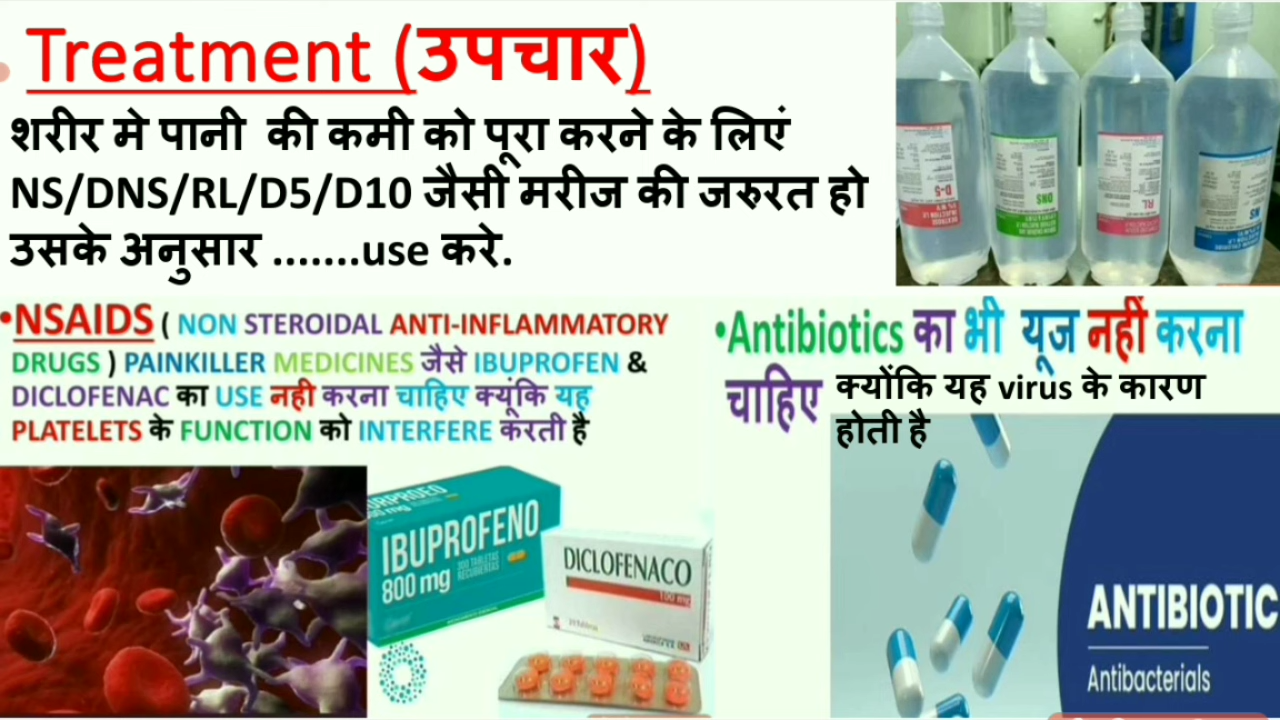 Treatment (उपचार)
शरीर मे पानी की कमी को पूरा करने के लिएं
NS/DNS/RL/D5/D10 जैसी मरीज की जरुरत हो
उसके अनुसार .......use करे.
D-5
DNS
RL
NS
•NSAIDS ( NON STEROIDAL ANTI-INFLAMMATORY
DRUGS ) PAINKILLER MEDICINES जैसे IBUPROFEN &
DICLOFENAC का USE नही करना चाहिए क्यूंकि यह
PLATELETS के FUNCTION को INTERFERE करती है
•Antibiotics का भी यूज नहीं करना
चाहिए क्योंकि यह virus के कारण
होती है
IBUPROFENO
800 mg
DICLOFENACO
100 mg
ANTIBIOTIC
Antibacterials